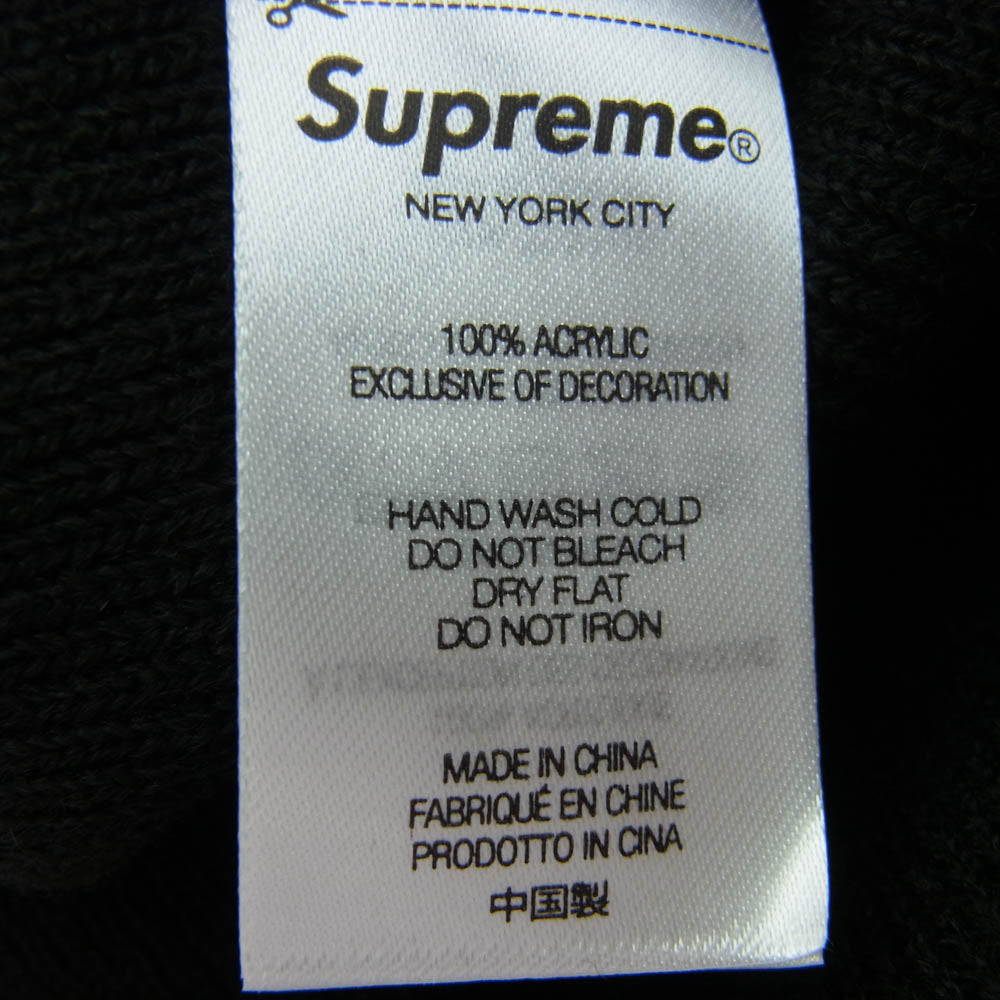 Supreme®
NEW YORK CITY
100% ACRYLIC
EXCLUSIVE OF DECORATION
HAND WASH COLD
DO NOT BLEACH
DRY FLAT
DO NOT IRON
MADE IN CHINA
FABRIQUÉ EN CHINE
PRODOTTO IN CINA
中国製